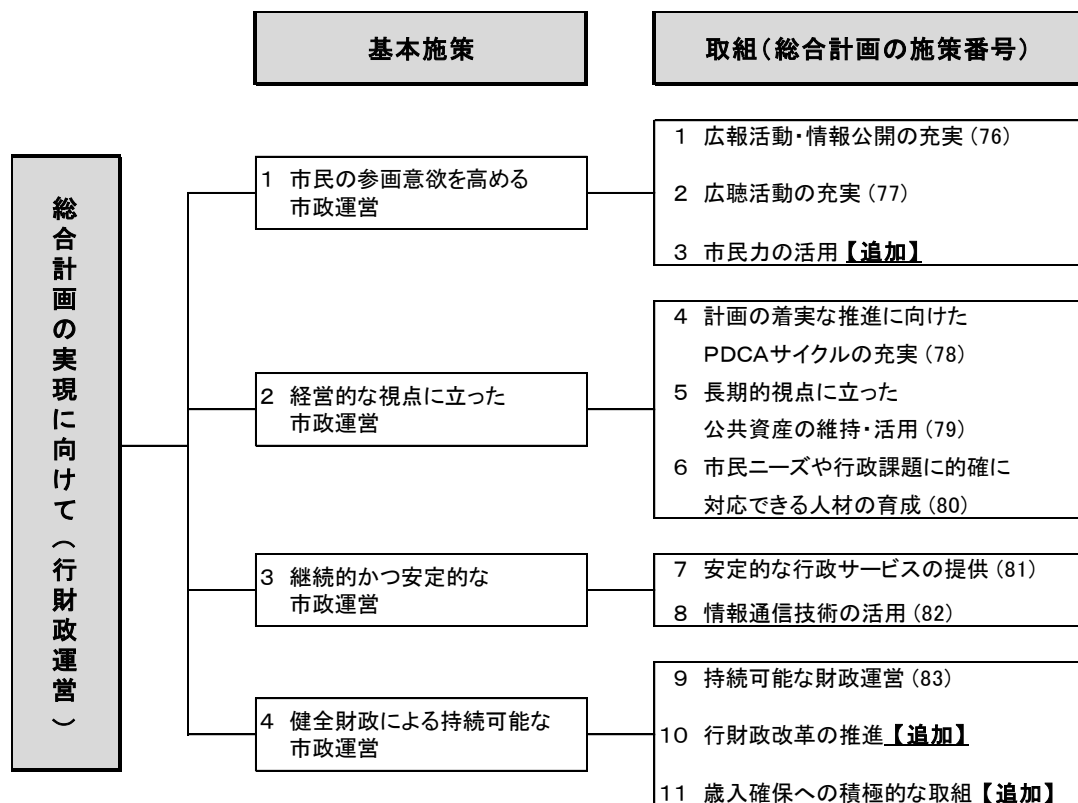 基本施策
取組(総合計画の施策番号)
総合計画の実現に向けて(行財政運営)
1 市民の参画意欲を高める
市政運営
1 広報活動・情報公開の充実(76)
2 広聴活動の充実(77)
3 市民力の活用【追加】
2 経営的な視点に立った
市政運営
4 計画の着実な推進に向けた
PDCAサイクルの充実(78)
5 長期的視点に立った
公共資産の維持・活用(79)
6 市民ニーズや行政課題に的確に
対応できる人材の育成(80)
3 継続的かつ安定的な
市政運営
7 安定的な行政サービスの提供(81)
8 情報通信技術の活用(82)
4 健全財政による持続可能な
市政運営
9 持続可能な財政運営(83)
10 行財政改革の推進【追加】
11 歳入確保への積極的な取組【追加】